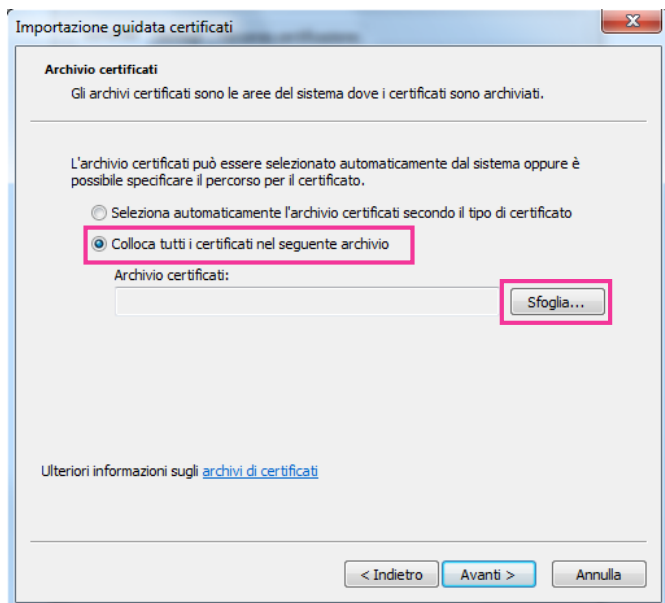 Importazione guidata certificati
Archivio certificati
Gli archivi certificati sono le aree del sistema dove i certificati sono archiviati.
L'archivio certificati può essere selezionato automaticamente dal sistema oppure è
possibile specificare il percorso per il certificato.
Seleziona automaticamente l'archivio certificati secondo il tipo di certificato
Colloca tutti i certificati nel seguente archivio
Archivio certificati:
Sfoglia...
Ulteriori informazioni sugli archivi di certificati
< Indietro Avanti > Annulla